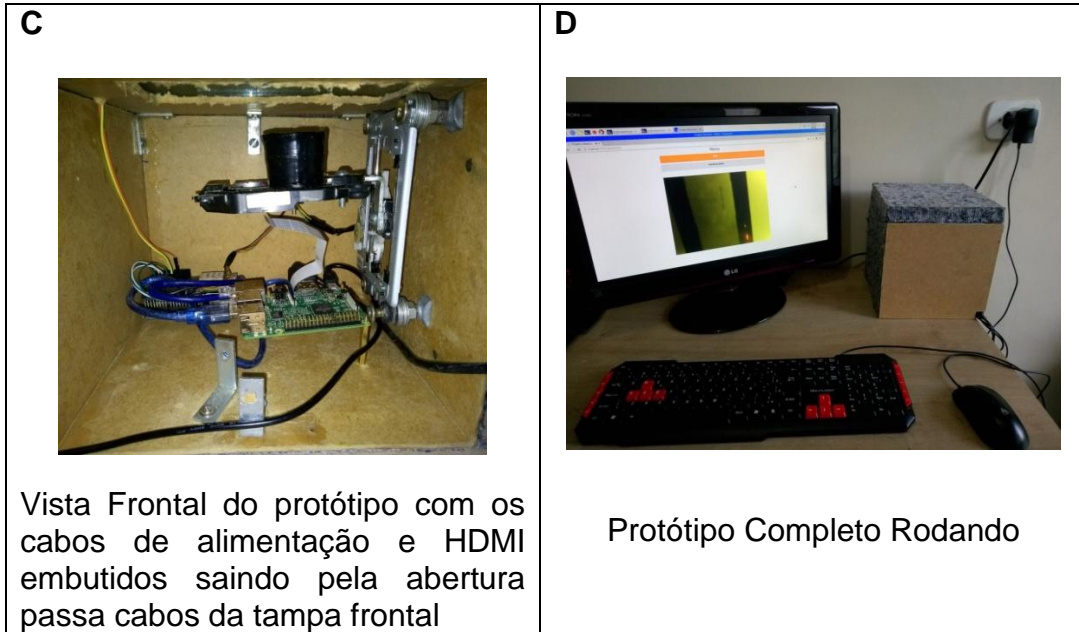 C
Vista Frontal do protótipo com os
cabos de alimentação e HDMI
embutidos saindo pela abertura
passa cabos da tampa frontal
D
LG
Protótipo Completo Rodando